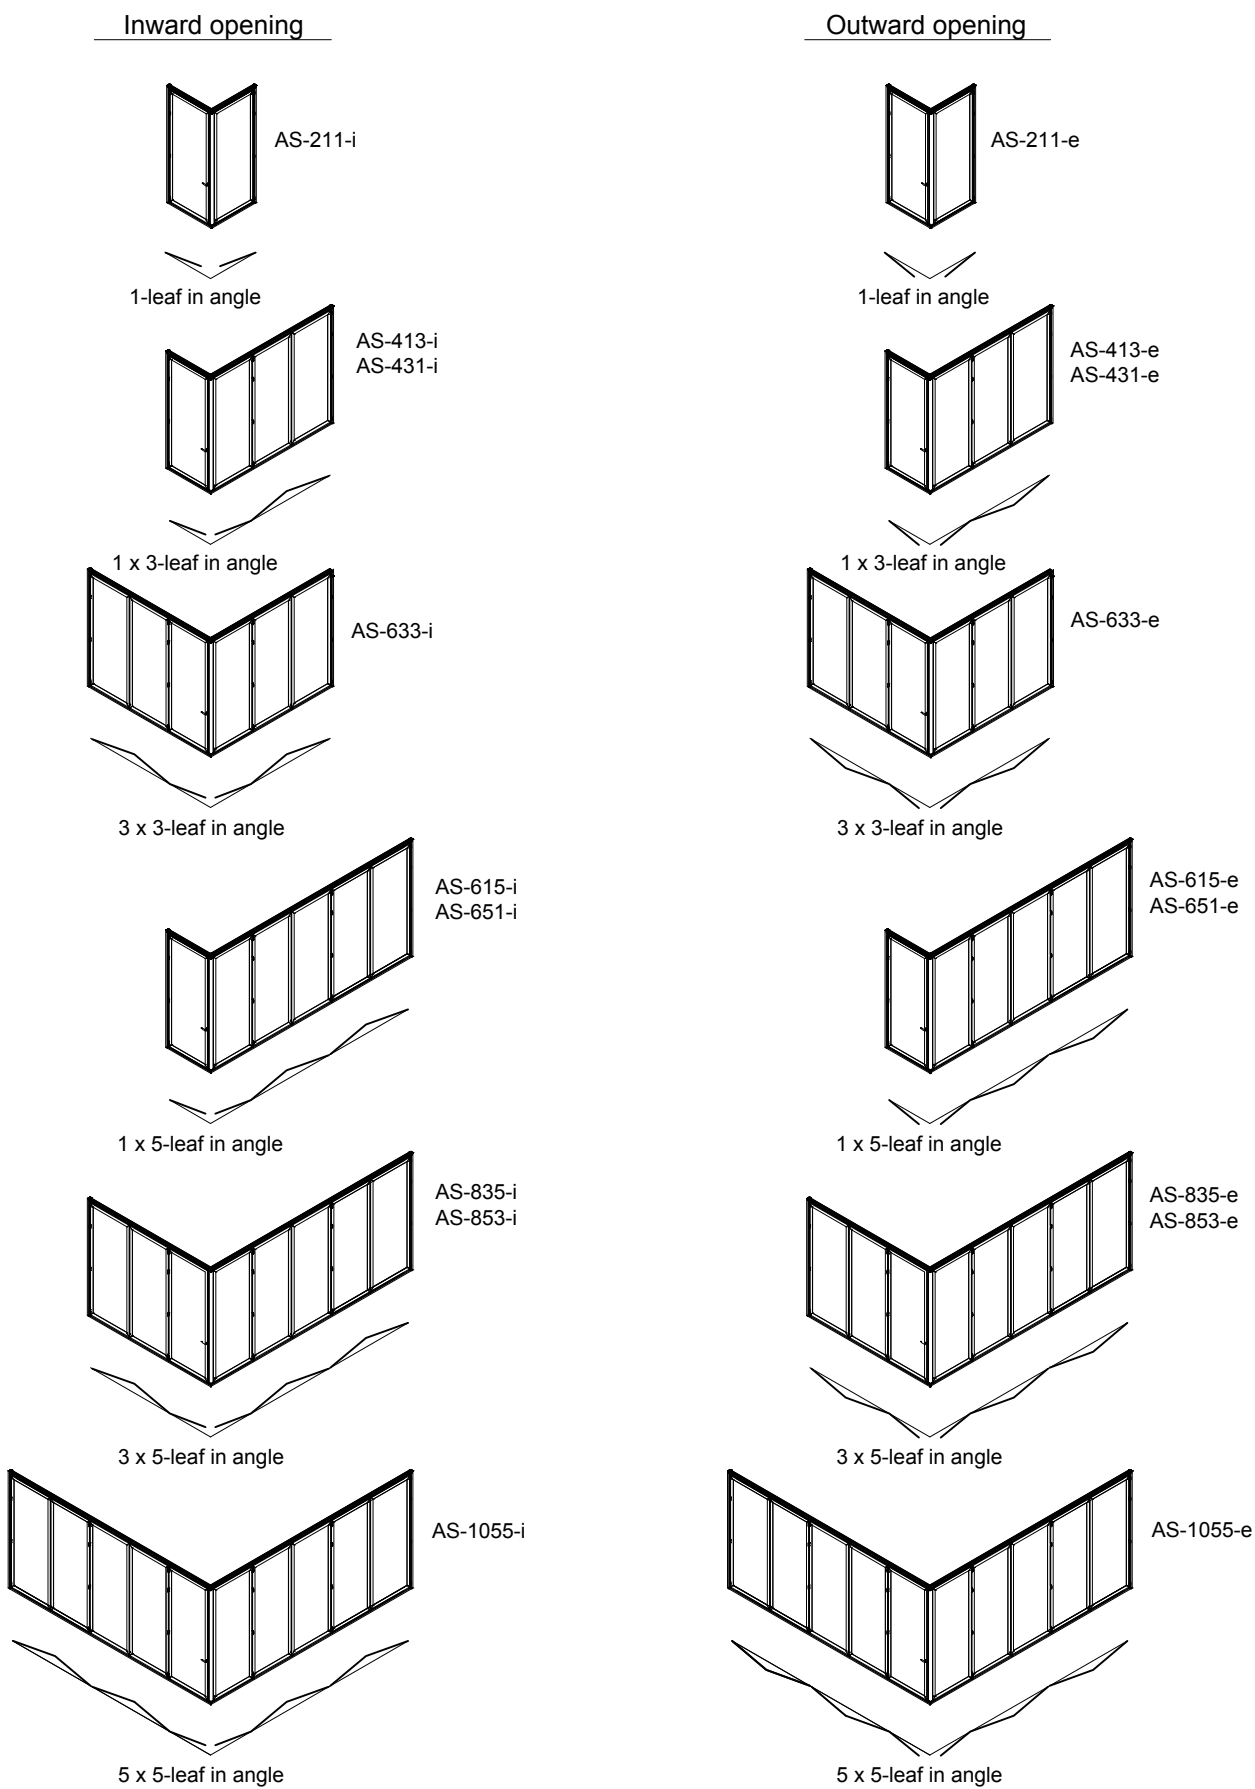 Inward opening
Outward opening
AS-211-i
AS-211-e
1-leaf in angle
1-leaf in angle
AS-413-i
AS-431-i
AS-413-e
AS-431-e
1 x 3-leaf in angle
1 x 3-leaf in angle
AS-633-i
AS-633-e
3 x 3-leaf in angle
3 x 3-leaf in angle
AS-615-i
AS-651-i
AS-615-e
AS-651-e
1 x 5-leaf in angle
1 x 5-leaf in angle
AS-835-i
AS-853-i
AS-835-e
AS-853-e
3 x 5-leaf in angle
3 x 5-leaf in angle
AS-1055-i
AS-1055-e
5 x 5-leaf in angle
5 x 5-leaf in angle